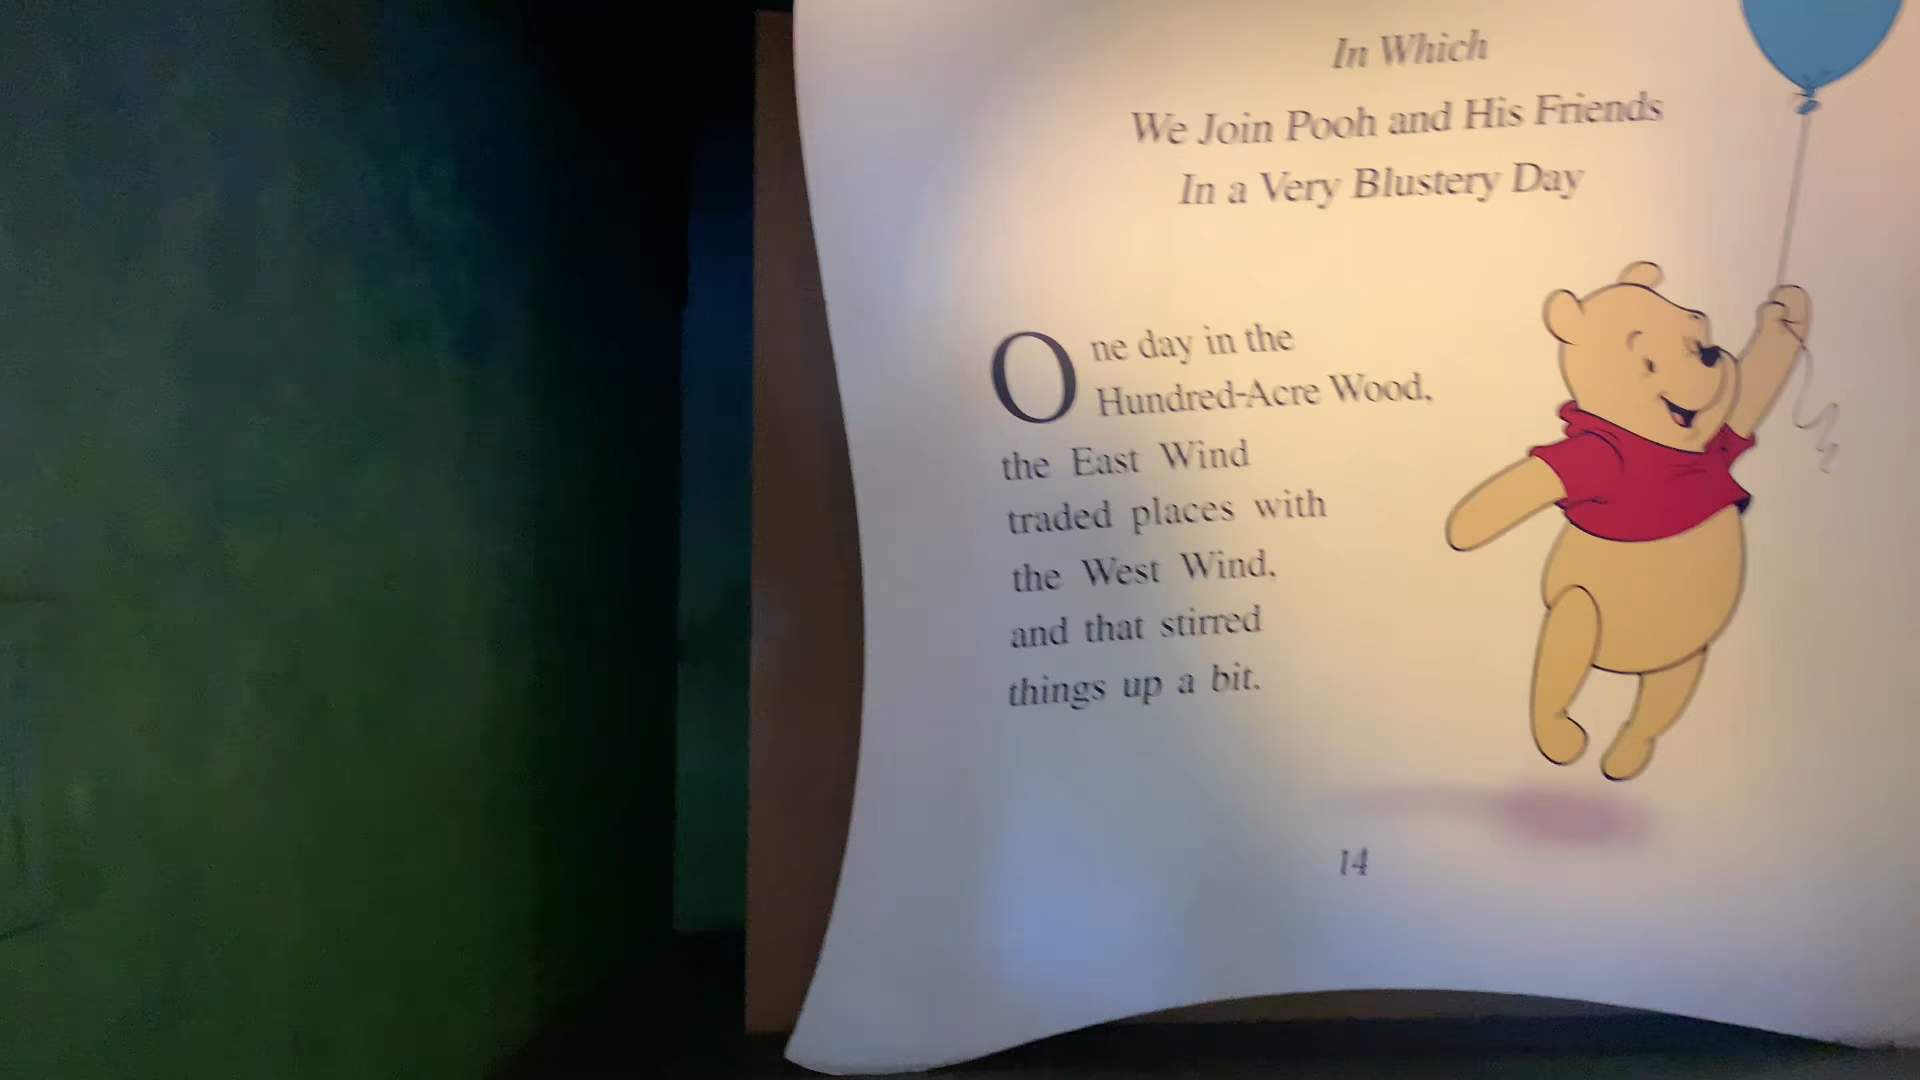 In Which
We Join Pooh and His Friends
In a Very Blustery Day
One day in the
Hundred-Acre Wood,
the East Wind
traded places with
the West Wind,
and that stirred
things up a bit.
14